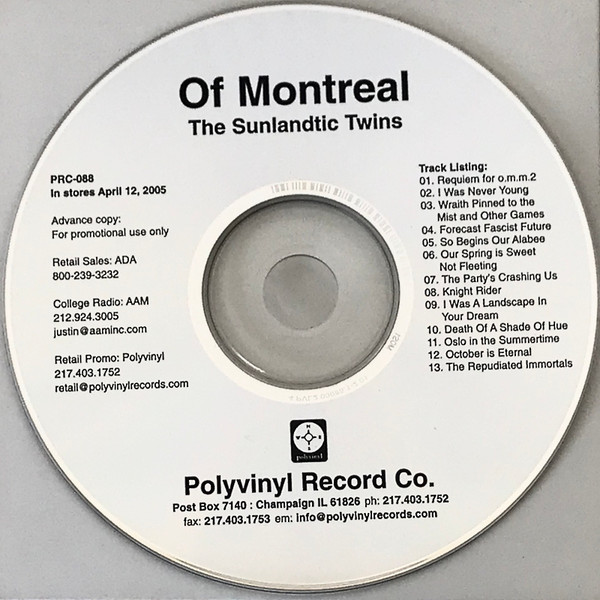 Of Montreal
The Sunlandtic Twins
PRC-088
In stores April 12, 2005
Advance copy:
For promotional use only
Retail Sales: ADA
800-239-3232
College Radio: AAM
212.924.3005
justin@aaminc.com
Retail Promo: Polyvinyl
217.403.1752
retail@polyvinylrecords.com
Track Listing:
01. Requiem for o.m.m.2
02. I Was Never Young
03. Wraith Pinned to the
Mist and Other Games
04. Forecast Fascist Future
05. So Begins Our Alabee
06. Our Spring is Sweet
Not Fleeting
07. The Party's Crashing Us
08. Knight Rider
09. I Was A Landscape In
Your Dream
10. Death Of A Shade Of Hue
11. Oslo in the Summertime
12. October is Eternal
13. The Repudiated Immortals
polyvinyl
Polyvinyl Record Co.
Post Box 7140 : Champaign IL 61826 ph: 217.403.1752
fax: 217.403.1753 em: info@polyvinylrecords.com